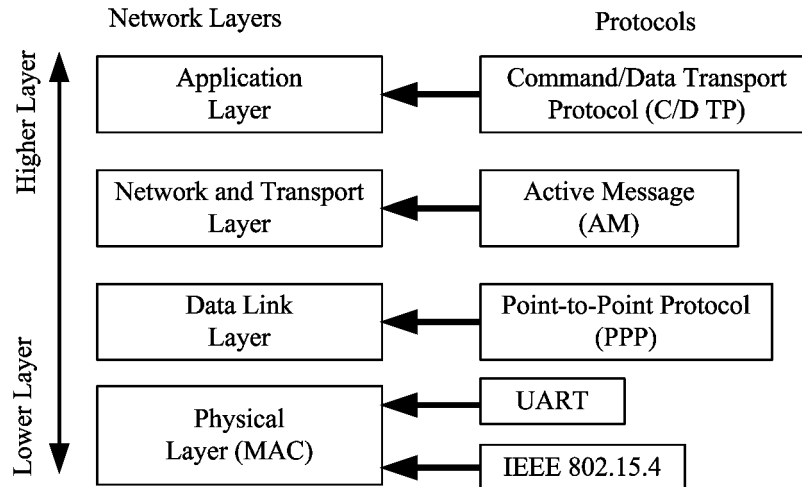 Network Layers
Protocols
Higher Layer
Application
Layer
Command/Data Transport
Protocol (C/D TP)
Network and Transport
Layer
Active Message
(AM)
Data Link
Layer
Point-to-Point Protocol
(PPP)
Lower Layer
Physical
Layer (MAC)
UART
IEEE 802.15.4